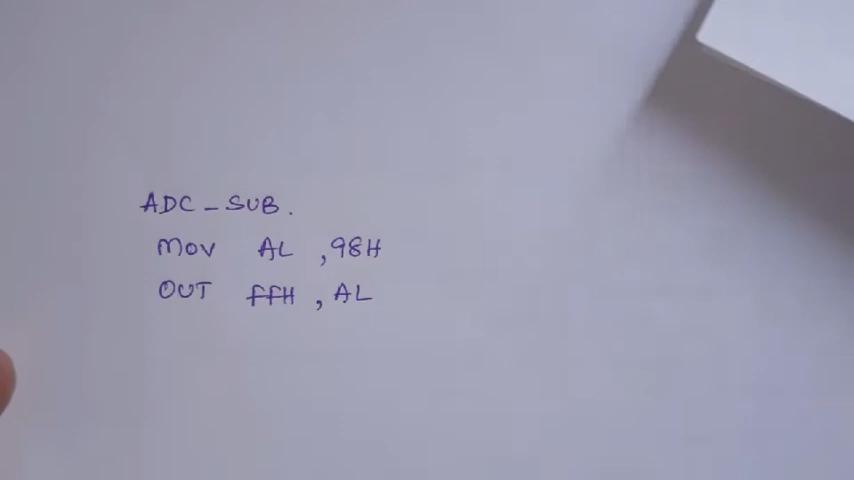 ADC - SUB.
MOV AL , 98H
OUT FFH , AL